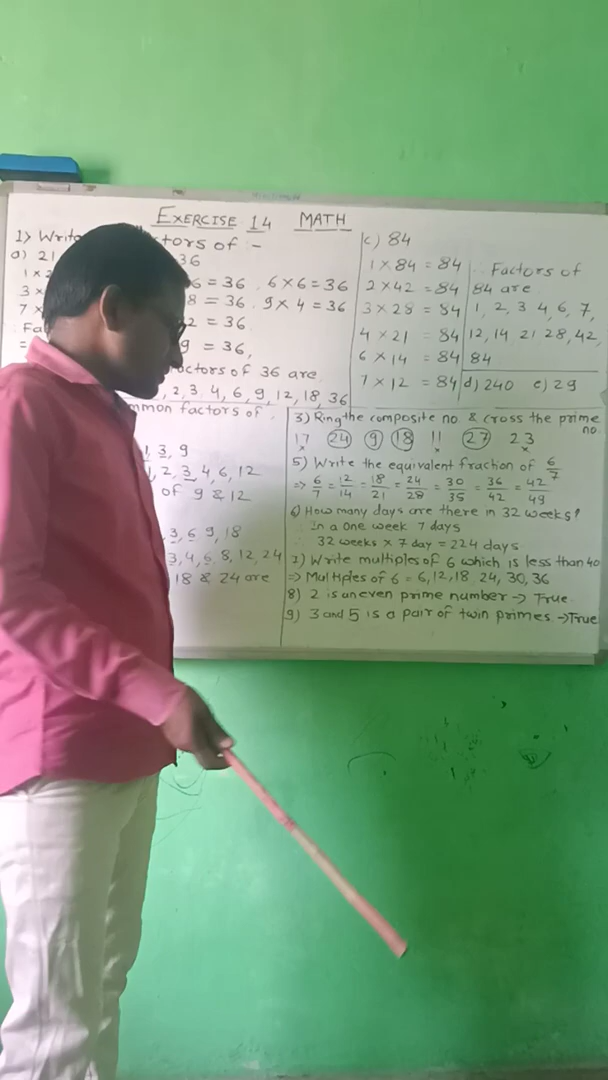 EXERCISE 14 MATH
1) Write factors of :-
a) 21 36
1 × 2 6 = 36 , 6 × 6 = 36
3 × 8 = 36 . 9 × 4 = 36
7 × 2 = 36
Fa 9 = 36,
= factors of 36 are
, 2, 3, 4, 6, 9, 12, 18, 36
common factors of .
1, 3, 9
1, 2, 3, 4, 6, 12
of 9 & 12
, 3, 6 9, 18
3, 4, 6, 8, 12, 24
18 & 24 are
c) 84
1 × 84 = 84
2 × 42 = 84
3 × 28 = 84
4 × 21 = 84
6 × 14 = 84
7 × 12 = 84
∴ Factors of
84 are
1, 2, 3 4, 6, 7,
12, 14 21 28, 42,
84
d) 240 e) 29
3) Ring the composite no & cross the prime no.
17 24 9 18 11 27 23
5) Write the equivalent fraction of 6/7
⇒ 6/7 = 12/14 = 18/21 = 24/28 = 30/35 = 36/42 = 42/49
6) How many days are there in 32 weeks?
∴ In a one week 7 days
∴ 32 weeks × 7 day = 224 days
7) Write multiples of 6 which is less than 40
⇒ Multiples of 6 = 6, 12, 18 24, 30, 36
8) 2 is an even prime number → True
9) 3 and 5 is a pair of twin primes → True